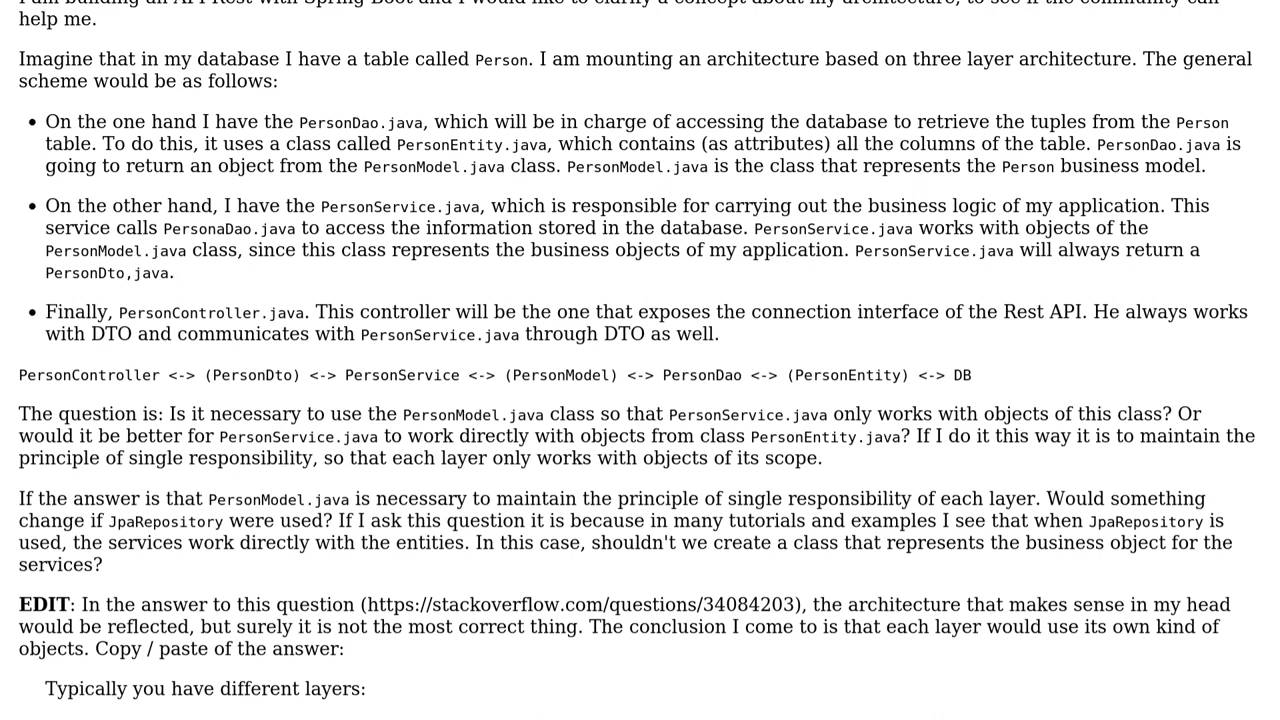 help me.
Imagine that in my database I have a table called Person. I am mounting an architecture based on three layer architecture. The general
scheme would be as follows:
• On the one hand I have the PersonDao.java, which will be in charge of accessing the database to retrieve the tuples from the Person
table. To do this, it uses a class called PersonEntity.java, which contains (as attributes) all the columns of the table. PersonDao.java is
going to return an object from the PersonModel.java class. PersonModel.java is the class that represents the Person business model.
• On the other hand, I have the PersonService.java, which is responsible for carrying out the business logic of my application. This
service calls PersonaDao.java to access the information stored in the database. PersonService.java works with objects of the
PersonModel.java class, since this class represents the business objects of my application. PersonService.java will always return a
PersonDto,java.
• Finally, PersonController.java. This controller will be the one that exposes the connection interface of the Rest API. He always works
with DTO and communicates with PersonService.java through DTO as well.
PersonController <-> (PersonDto) <-> PersonService <-> (PersonModel) <-> PersonDao <-> (PersonEntity) <-> DB
The question is: Is it necessary to use the PersonModel.java class so that PersonService.java only works with objects of this class? Or
would it be better for PersonService.java to work directly with objects from class PersonEntity.java? If I do it this way it is to maintain the
principle of single responsibility, so that each layer only works with objects of its scope.
If the answer is that PersonModel.java is necessary to maintain the principle of single responsibility of each layer. Would something
change if JpaRepository were used? If I ask this question it is because in many tutorials and examples I see that when JpaRepository is
used, the services work directly with the entities. In this case, shouldn't we create a class that represents the business object for the
services?
EDIT: In the answer to this question (https://stackoverflow.com/questions/34084203), the architecture that makes sense in my head
would be reflected, but surely it is not the most correct thing. The conclusion I come to is that each layer would use its own kind of
objects. Copy / paste of the answer:
Typically you have different layers: